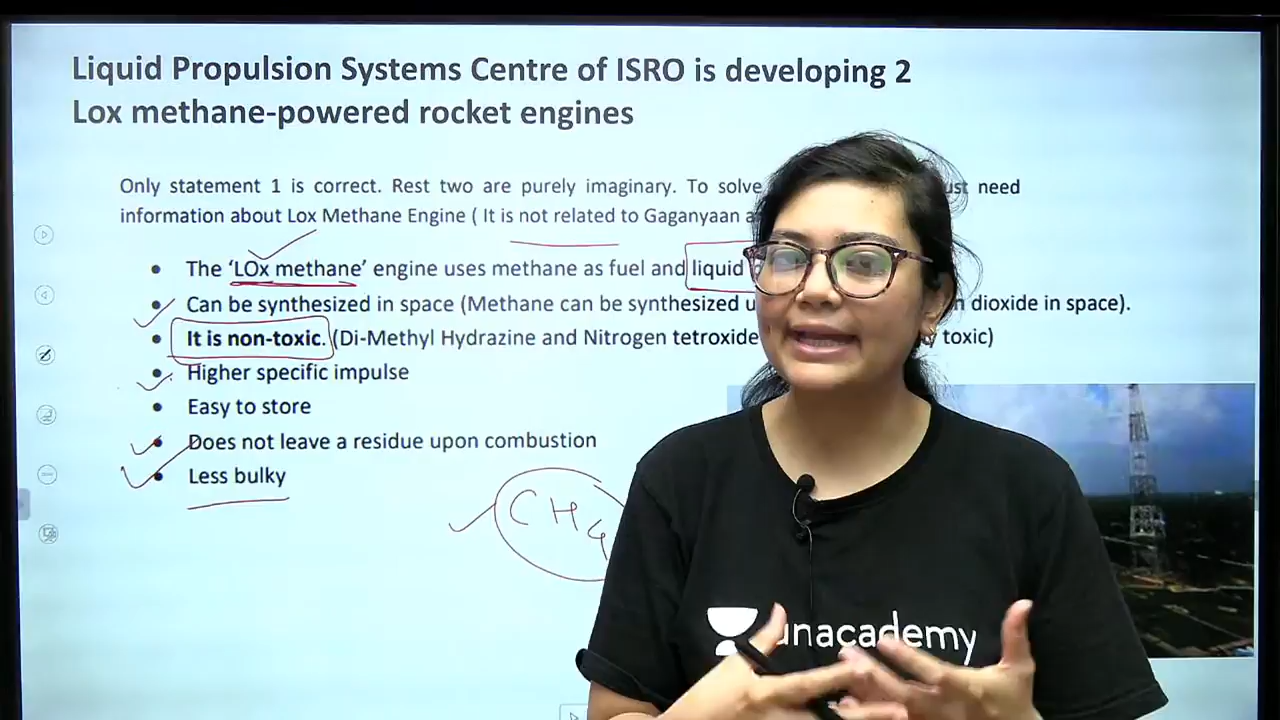 Liquid Propulsion Systems Centre of ISRO is developing 2
Lox methane-powered rocket engines
Only statement 1 is correct. Rest two are purely imaginary. To solve need
information about Lox Methane Engine ( It is not related to Gaganyaan
• The ‘LOx methane’ engine uses methane as fuel and liquid
• Can be synthesized in space (Methane can be synthesized dioxide in space).
• It is non-toxic. (Di-Methyl Hydrazine and Nitrogen tetroxide toxic)
• Higher specific impulse
• Easy to store
• Does not leave a residue upon combustion
• Less bulky
CH4
unacademy